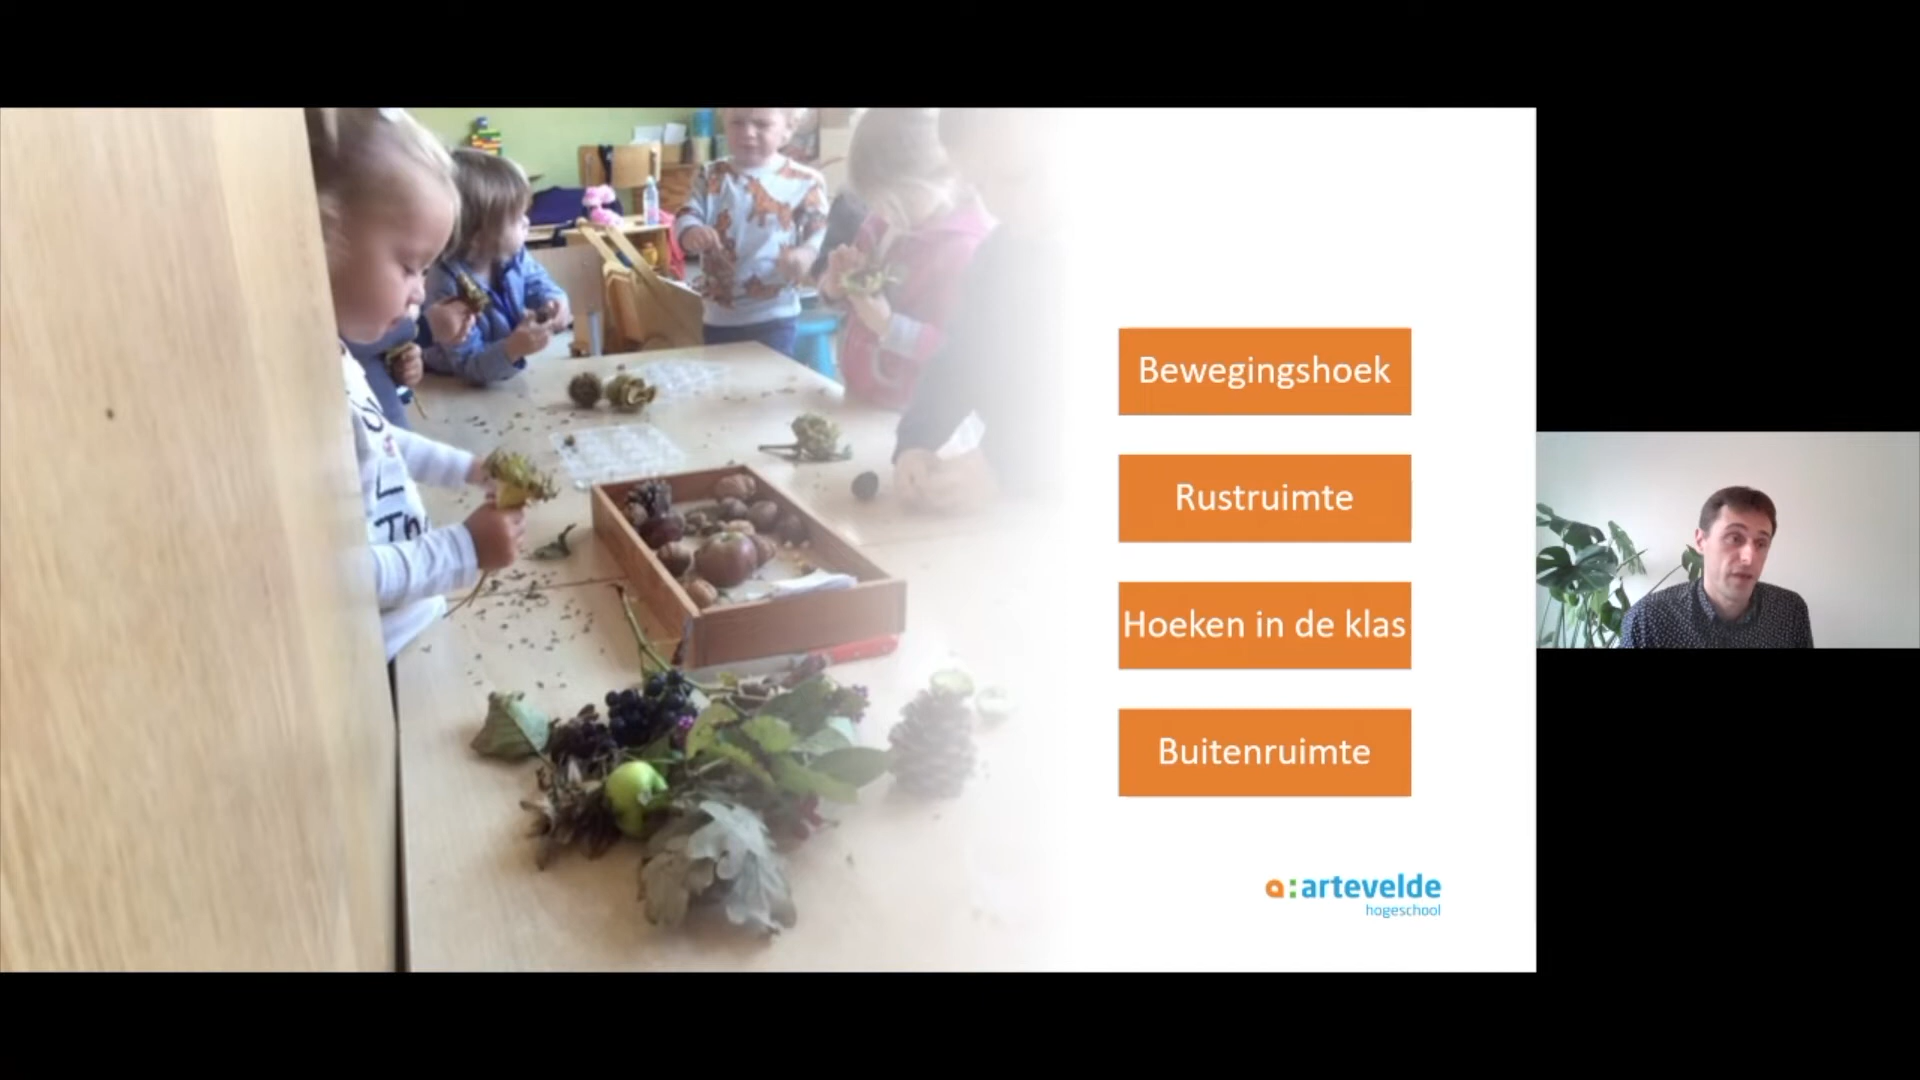 Bewegingshoek
Rustruimte
Hoeken in de klas
Buitenruimte
a:artevelde
hogeschool